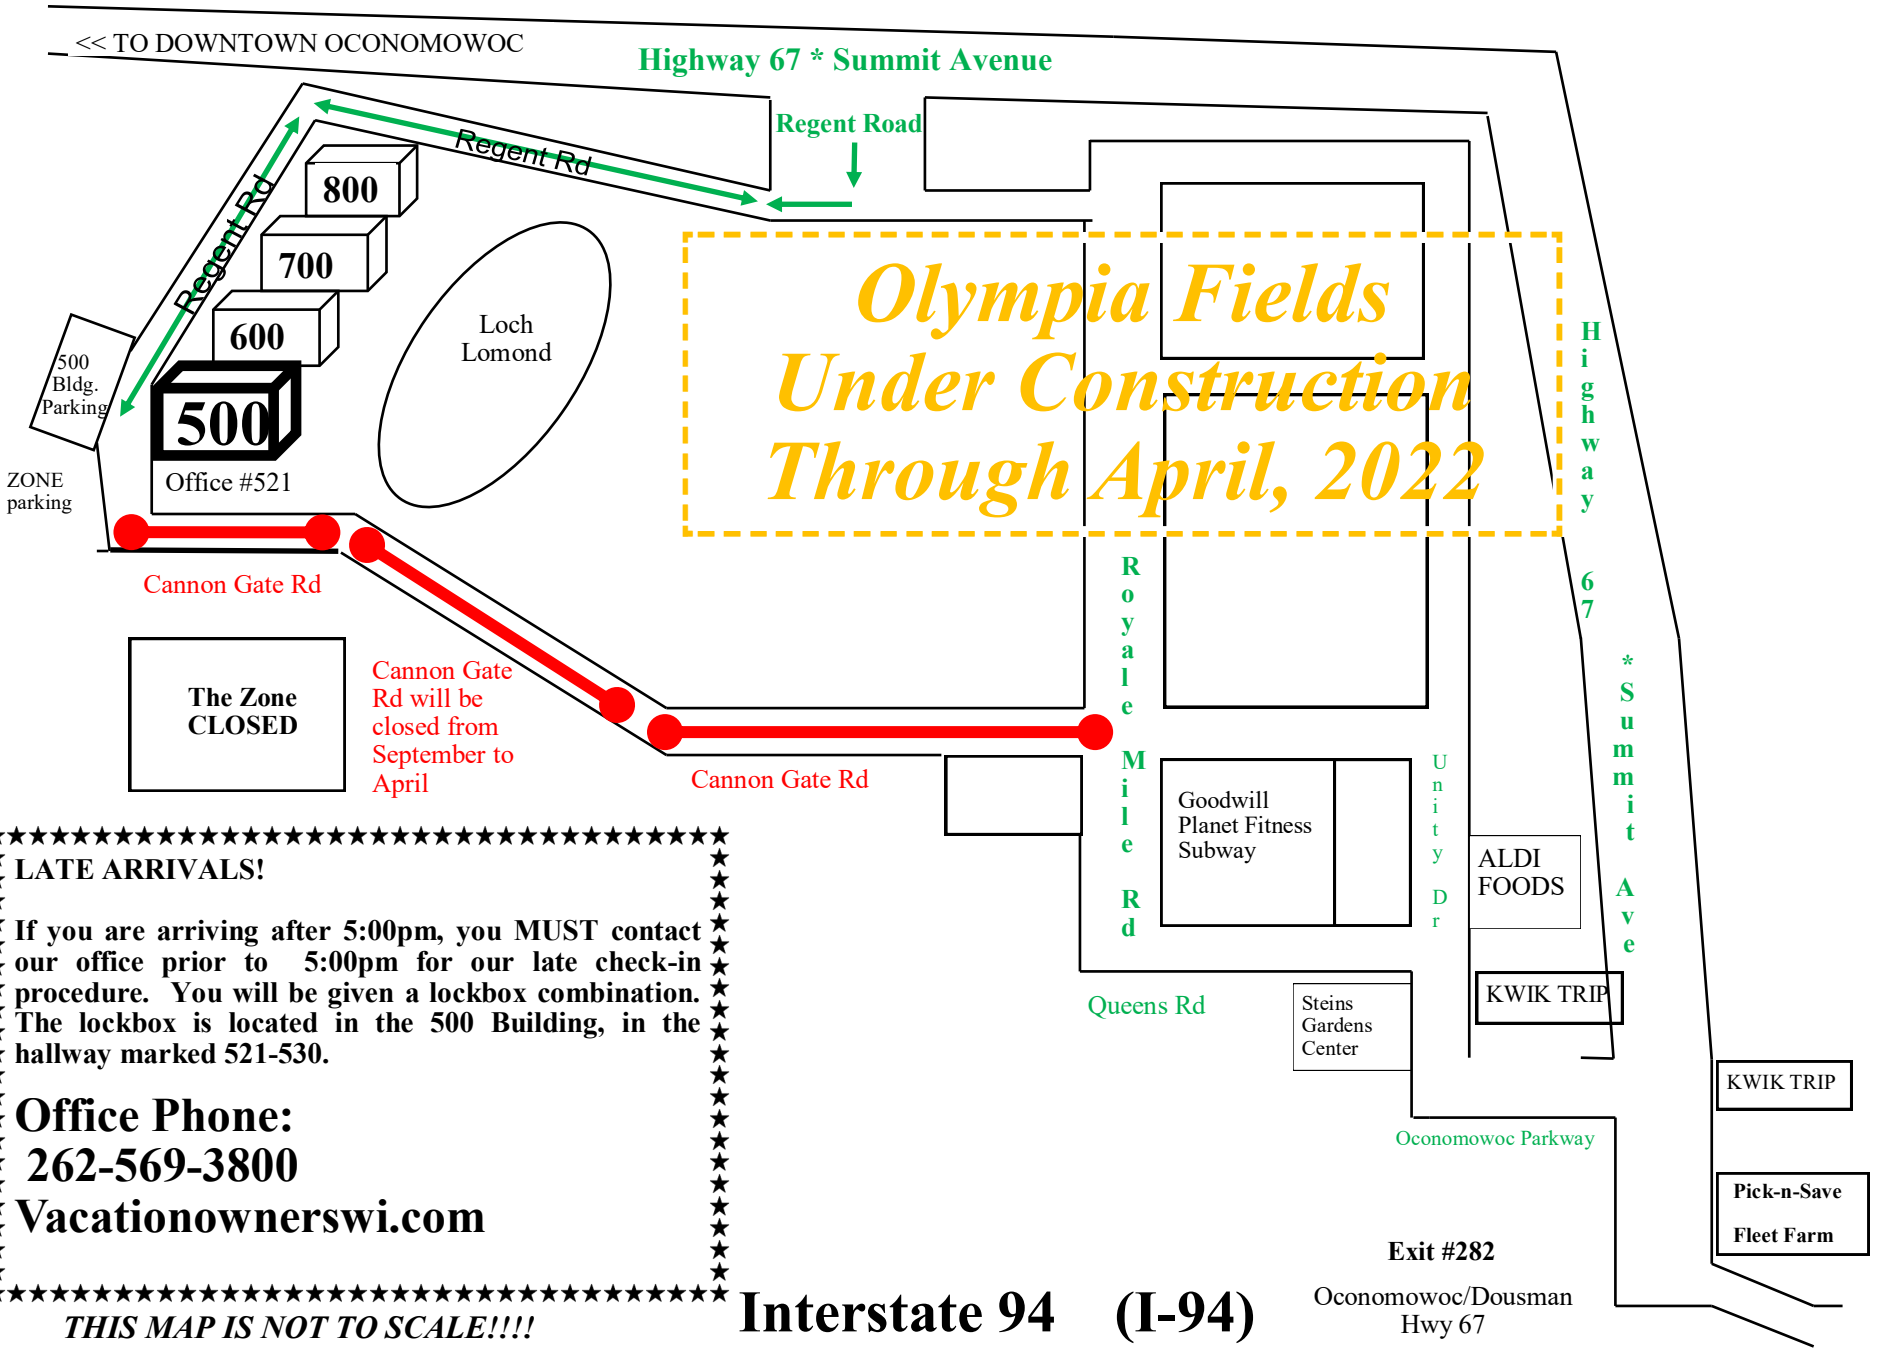 << TO DOWNTOWN OCONOMOWOC
Highway 67 * Summit Avenue
Regent Road
Regent Rd
Regent Rd
800
700
600
500
500
Bldg.
Parking
ZONE
parking
Office #521
Loch
Lomond
Olympia Fields
Under Construction
Through April, 2022
Highway 67 * Summit Ave
Cannon Gate Rd
The Zone
CLOSED
Cannon Gate
Rd will be
closed from
September to
April
Cannon Gate Rd
Royale Mile Rd
Goodwill
Planet Fitness
Subway
Unity Dr
ALDI
FOODS
KWIK TRIP
Queens Rd
Steins
Gardens
Center
KWIK TRIP
Oconomowoc Parkway
Pick-n-Save
Fleet Farm
LATE ARRIVALS!
If you are arriving after 5:00pm, you MUST contact
our office prior to 5:00pm for our late check-in
procedure. You will be given a lockbox combination.
The lockbox is located in the 500 Building, in the
hallway marked 521-530.
Office Phone:
262-569-3800
Vacationownerswi.com
THIS MAP IS NOT TO SCALE!!!!
Interstate 94 (I-94)
Exit #282
Oconomowoc/Dousman
Hwy 67